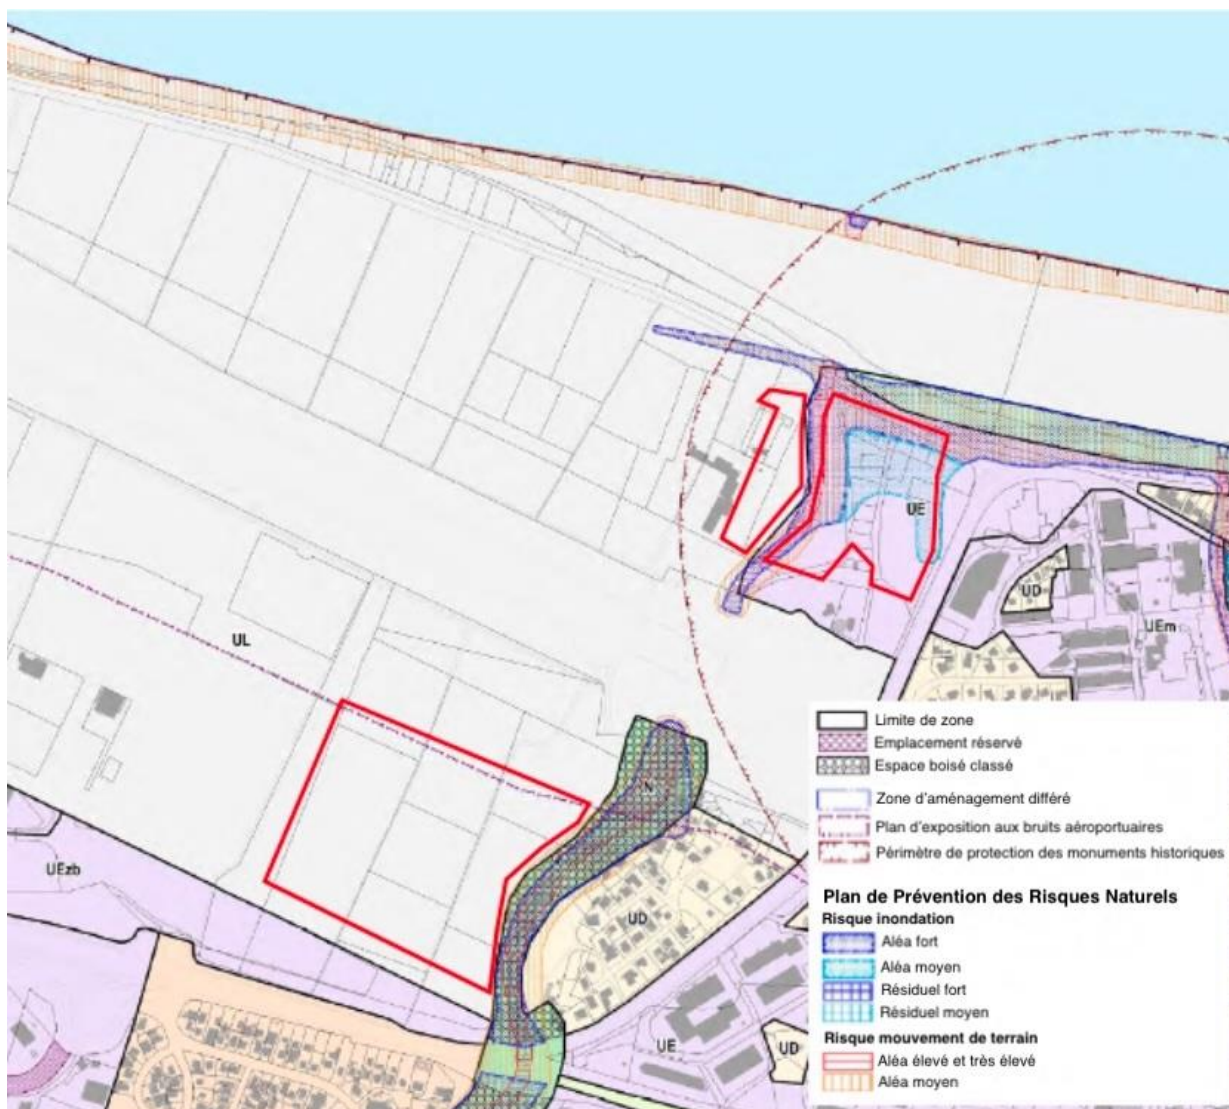 UE
UD
UEm
UL
N
UEzb
UD
UE
UD
Limite de zone
Emplacement réservé
Espace boisé classé
Zone d'aménagement différé
Plan d'exposition aux bruits aéroportuaires
Périmètre de protection des monuments historiques
Plan de Prévention des Risques Naturels
Risque inondation
Aléa fort
Aléa moyen
Résiduel fort
Résiduel moyen
Risque mouvement de terrain
Aléa élevé et très élevé
Aléa moyen